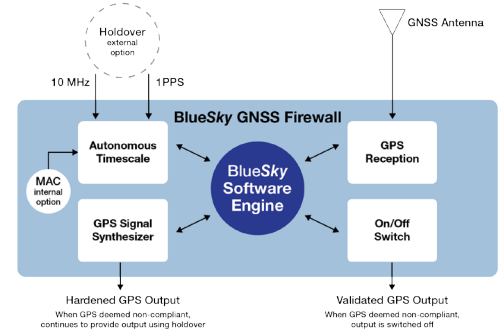 Holdover
external
option
GNSS Antenna
10 MHz
1PPS
BlueSky GNSS Firewall
Autonomous
Timescale
GPS
Reception
BlueSky
Software
Engine
MAC
internal
option
GPS Signal
Synthesizer
On/Off
Switch
Hardened GPS Output
When GPS deemed non-compliant,
continues to provide output using holdover
Validated GPS Output
When GPS deemed non-compliant,
output is switched off